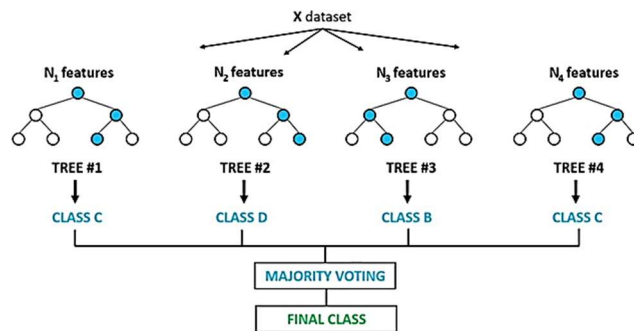 X dataset
N1 features
N2 features
N3 features
N4 features
TREE #1
TREE #2
TREE #3
TREE #4
CLASS C
CLASS D
CLASS B
CLASS C
MAJORITY VOTING
FINAL CLASS